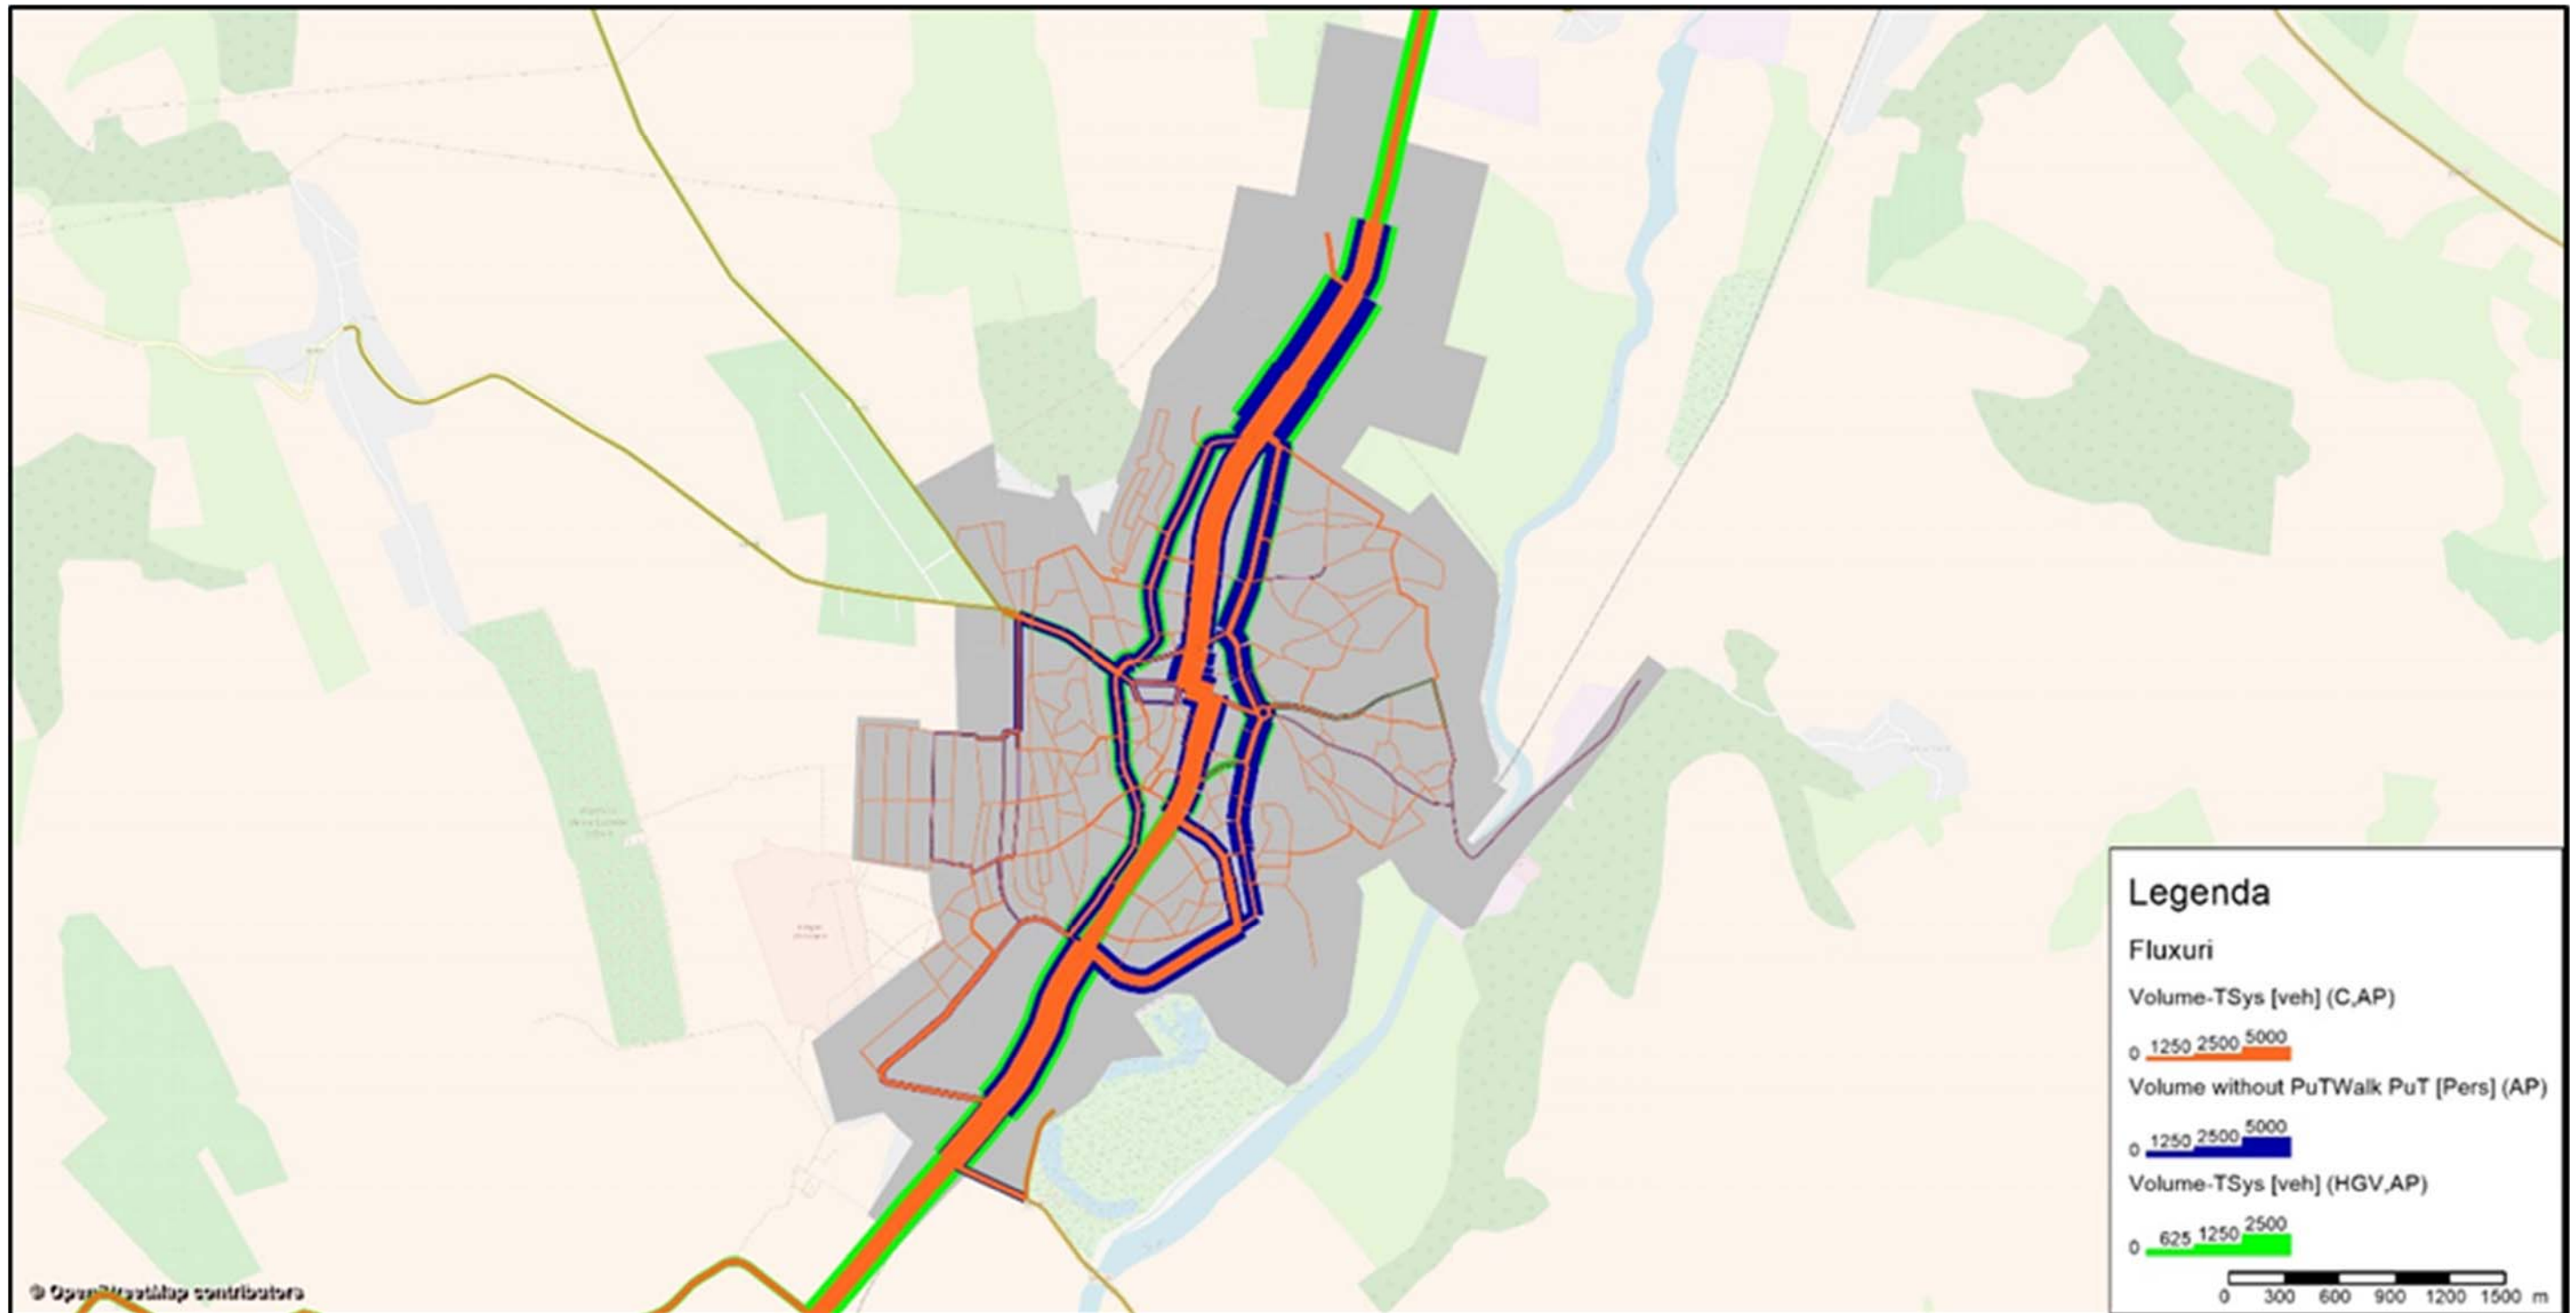 Legenda
Fluxuri
Volume-TSys [veh] (C,AP)
0 1250 2500 5000
Volume without PuTWalk PuT [Pers] (AP)
0 1250 2500 5000
Volume-TSys [veh] (HGV,AP)
0 625 1250 2500
0 300 600 900 1200 1500 m
© OpenStreetMap contributors